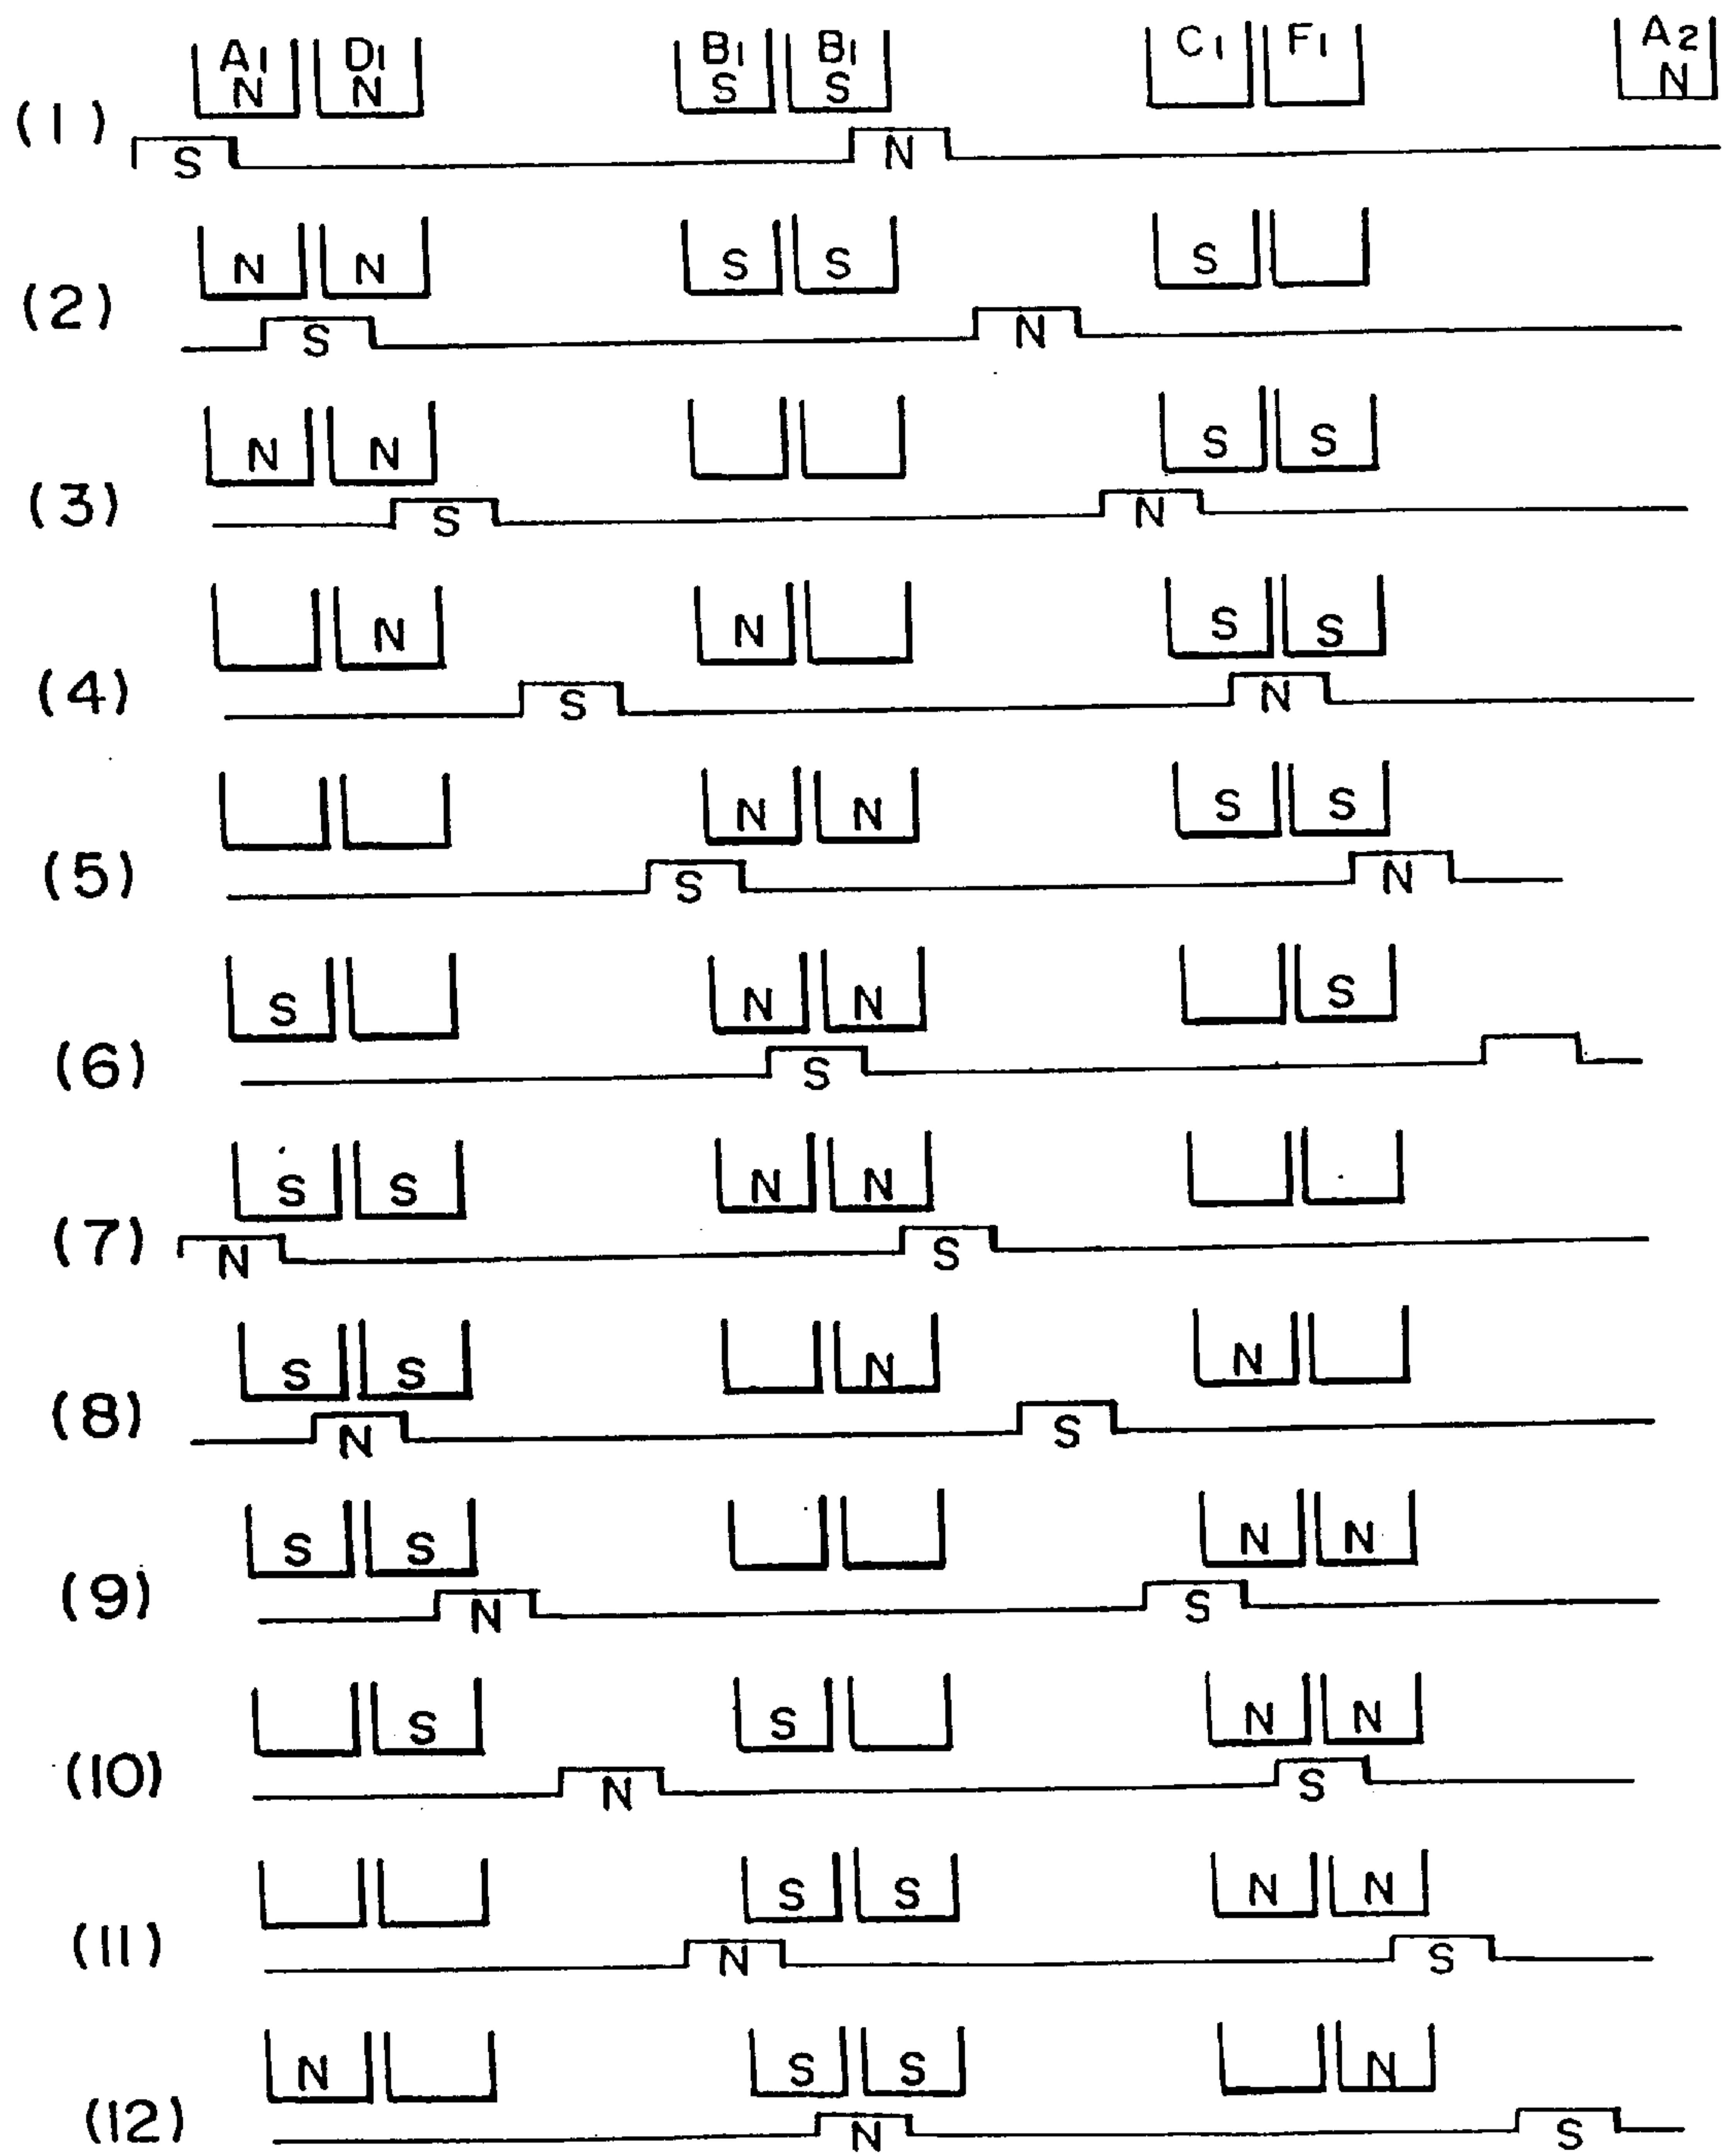 A1 D1 B1 B1 C1 F1 A2
N N S S N
(1)
S N
N N S S S
(2)
S N
N N S S
(3)
S N
N N S S
(4)
S N
N N S S
(5)
S N
S N N S
(6)
S
S S N N
(7)
N S
S S N N
(8)
N S
S S N N
(9)
N S
S S N N
(10)
N S
S S N N
(11)
N S
N S S N
(12)
N S